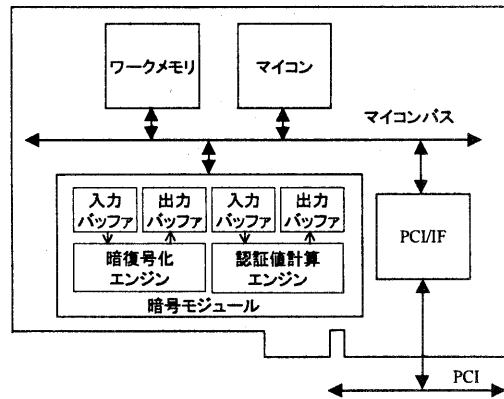 ワークメモリ
マイコン
マイコンバス
入力
バッファ
出力
バッファ
入力
バッファ
出力
バッファ
暗復号化
エンジン
認証値計算
エンジン
暗号モジュール
PCI/IF
PCI